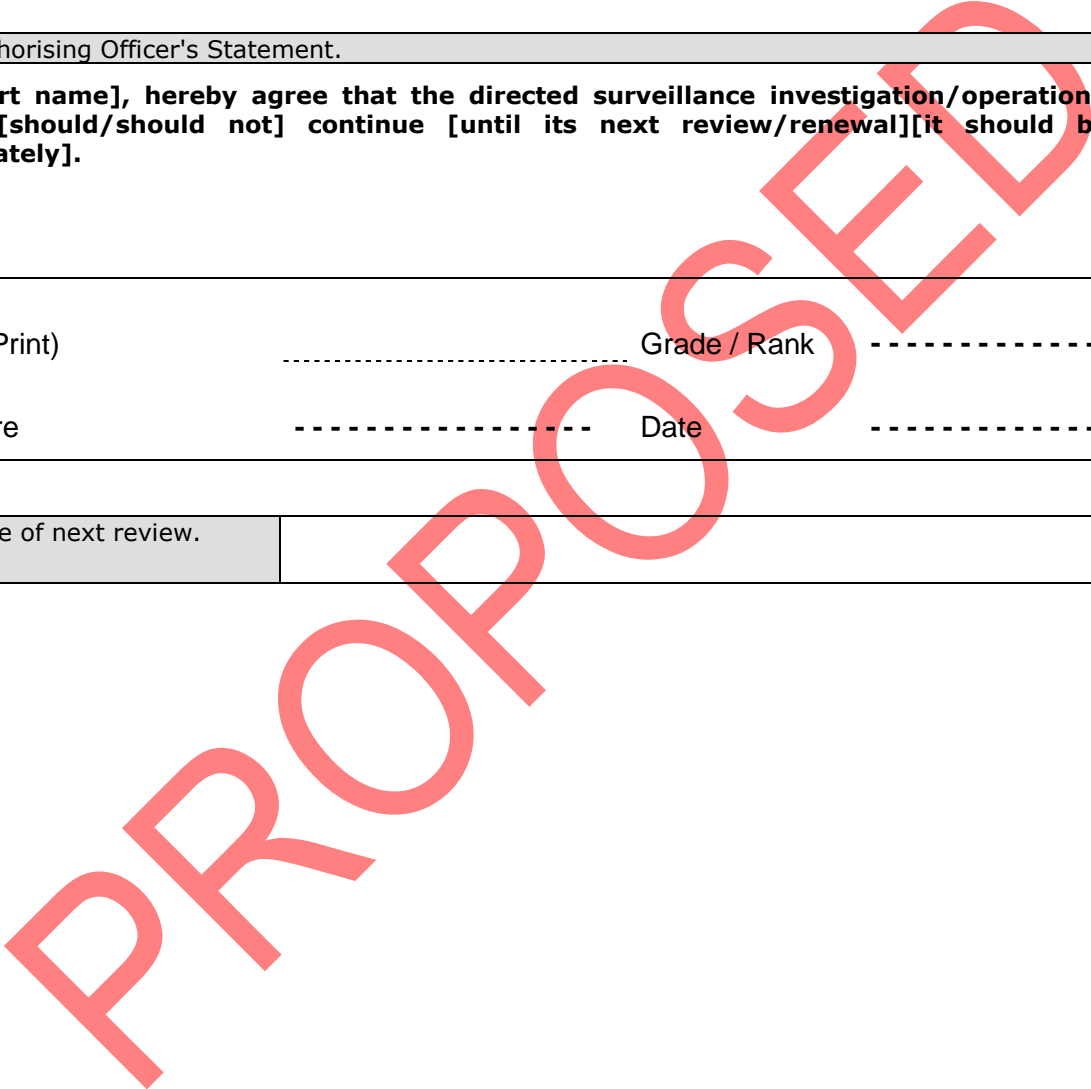 horising Officer's Statement.
rt name], hereby agree that the directed surveillance investigation/operation
[should/should not] continue [until its next review/renewal][it should b
ately].
Print) Grade / Rank
re Date
e of next review.
PROPOSED